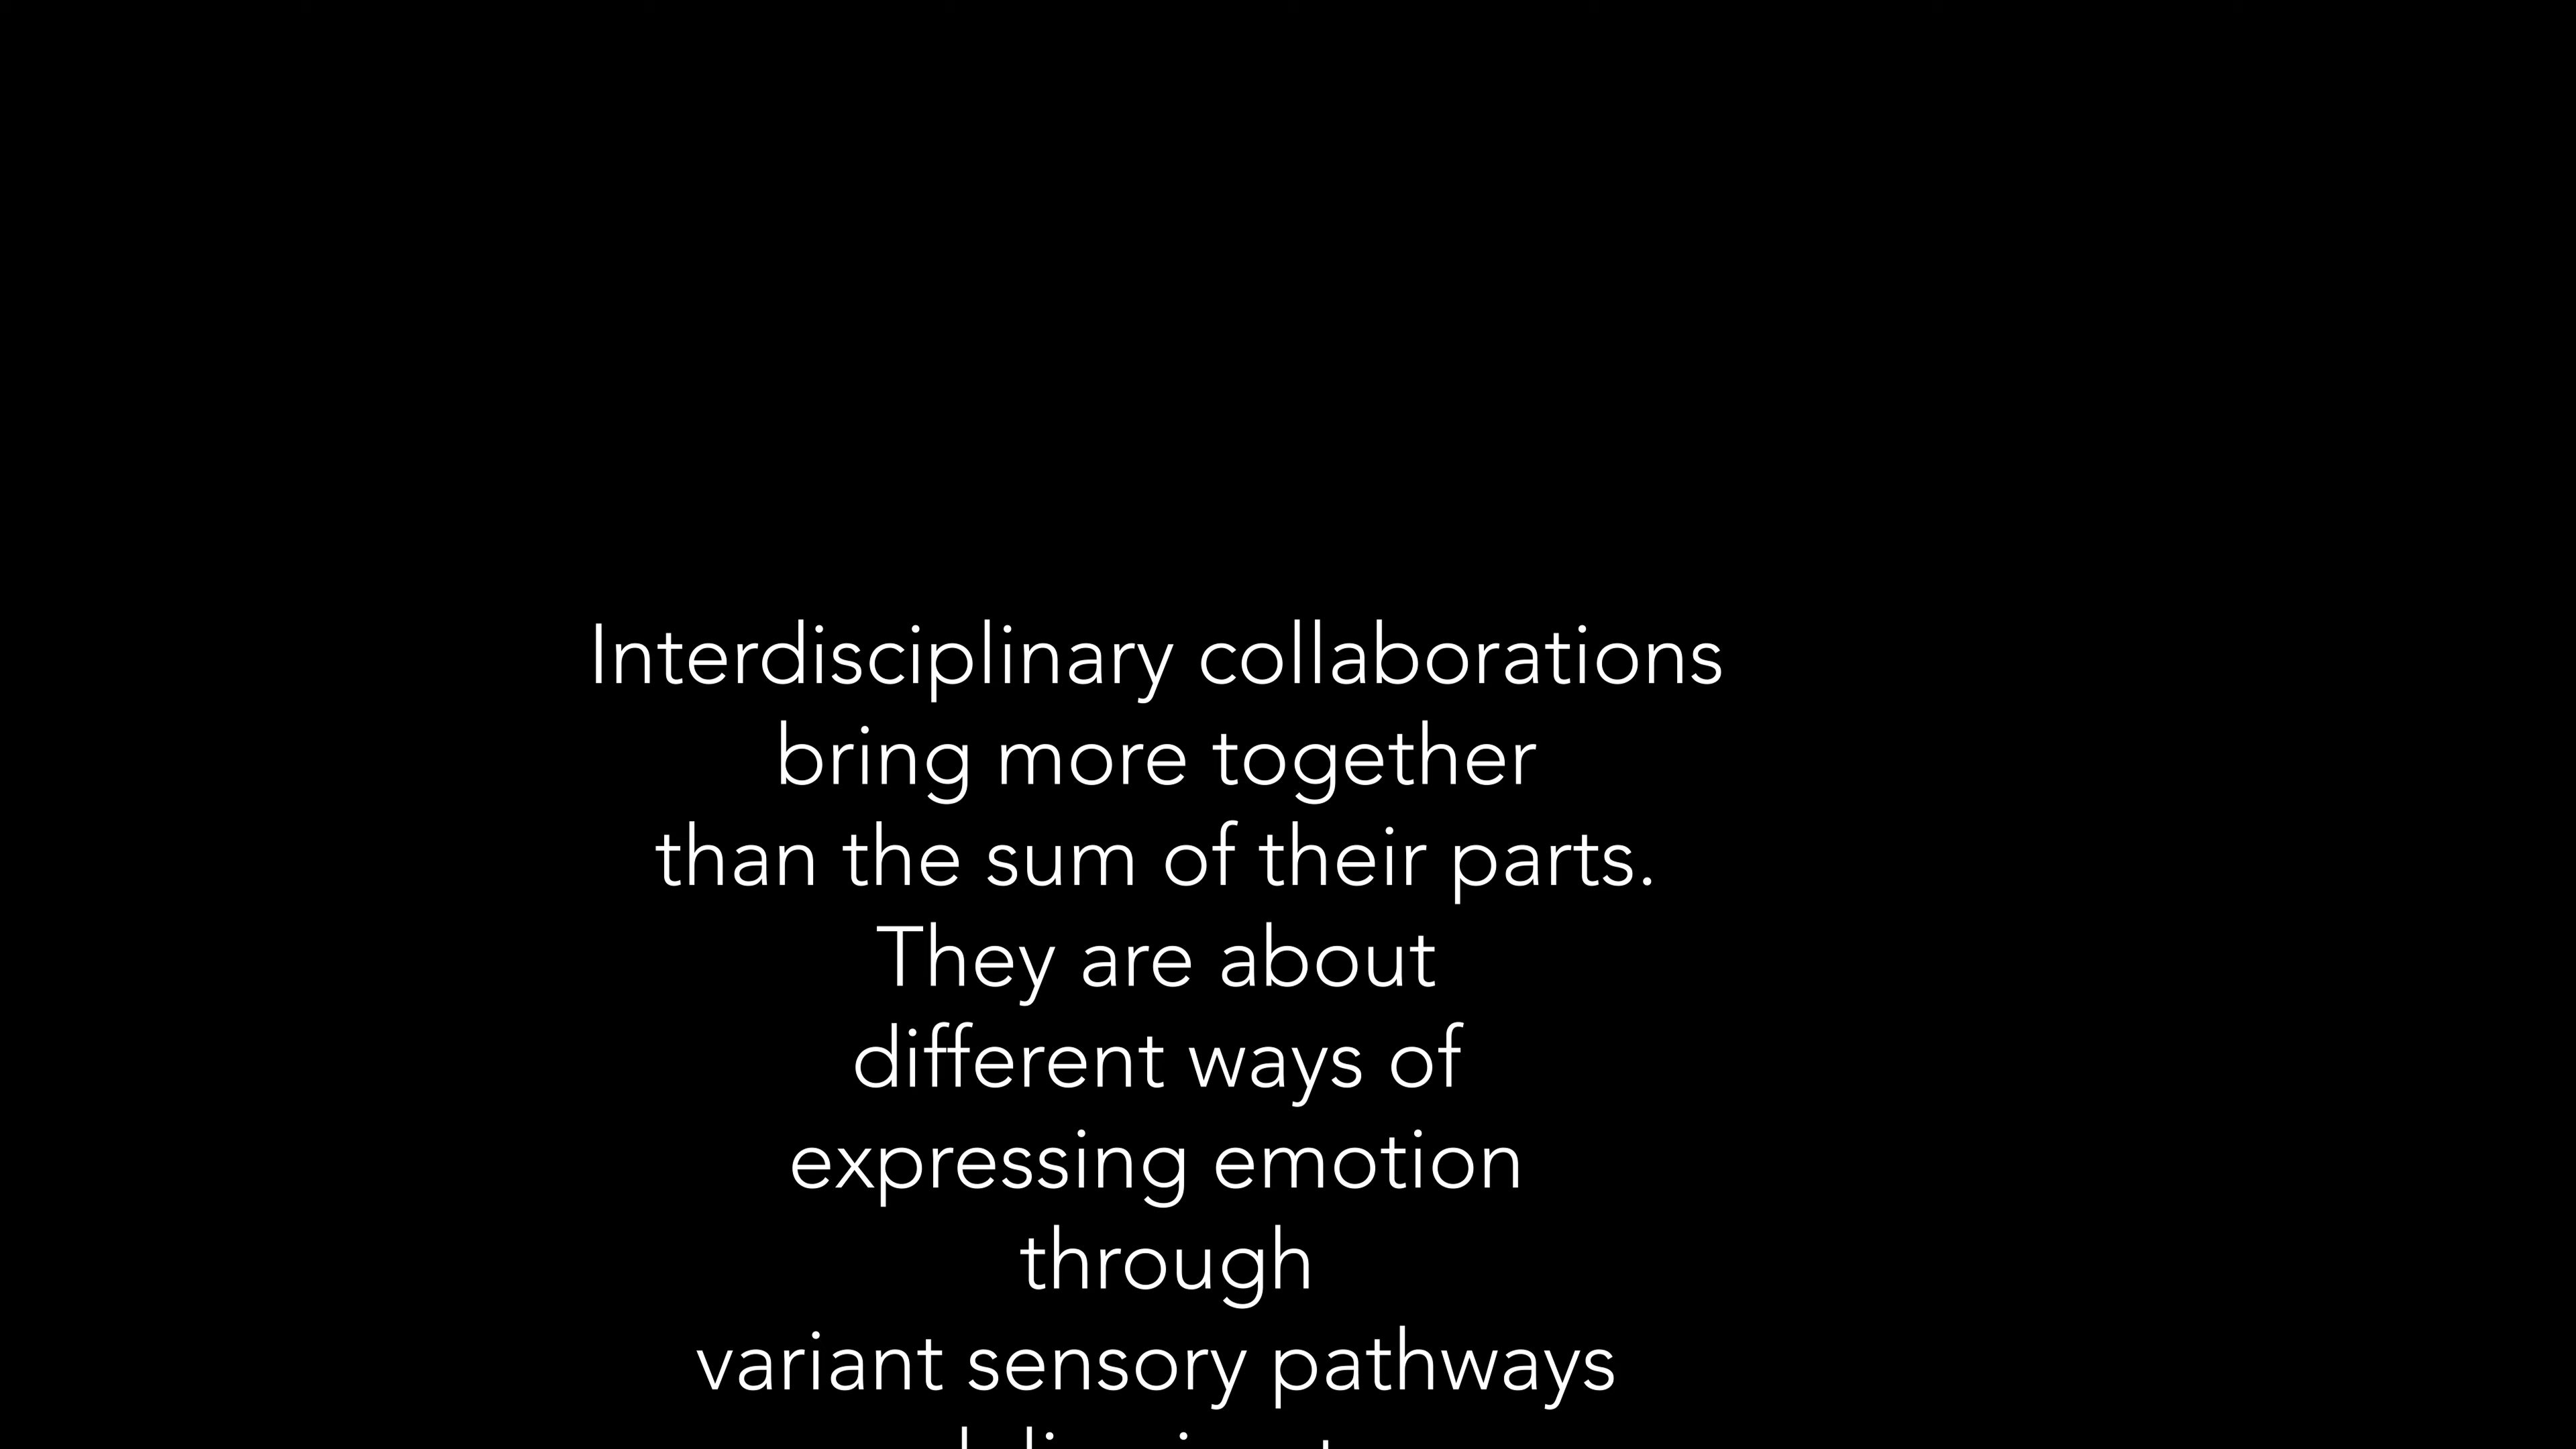 Interdisciplinary collaborations
bring more together
than the sum of their parts.
They are about
different ways of
expressing emotion
through
variant sensory pathways